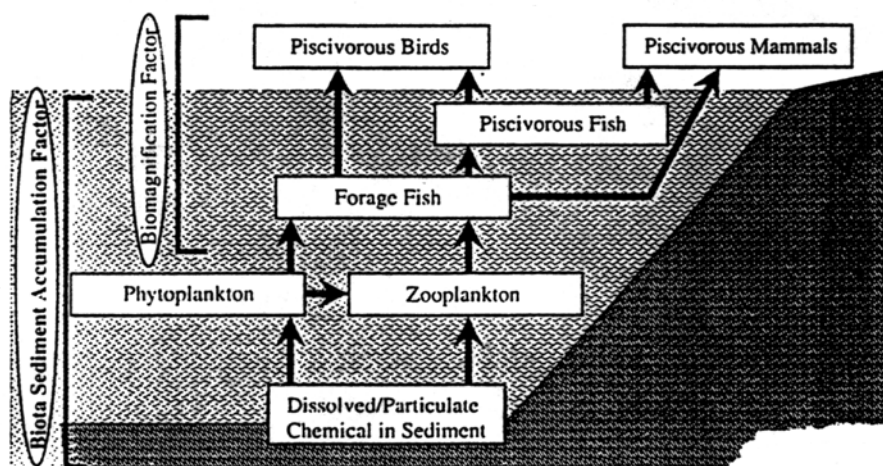 Biota Sediment Accumulation Factor
Biomagnification Factor
Piscivorous Birds
Piscivorous Mammals
Piscivorous Fish
Forage Fish
Phytoplankton
Zooplankton
Dissolved/Particulate
Chemical in Sediment